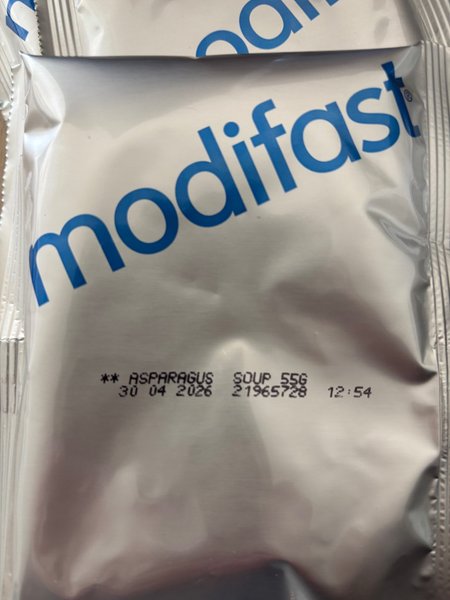 modifast®
** ASPARAGUS SOUP 55G
30 04 2026 21965728 12:54